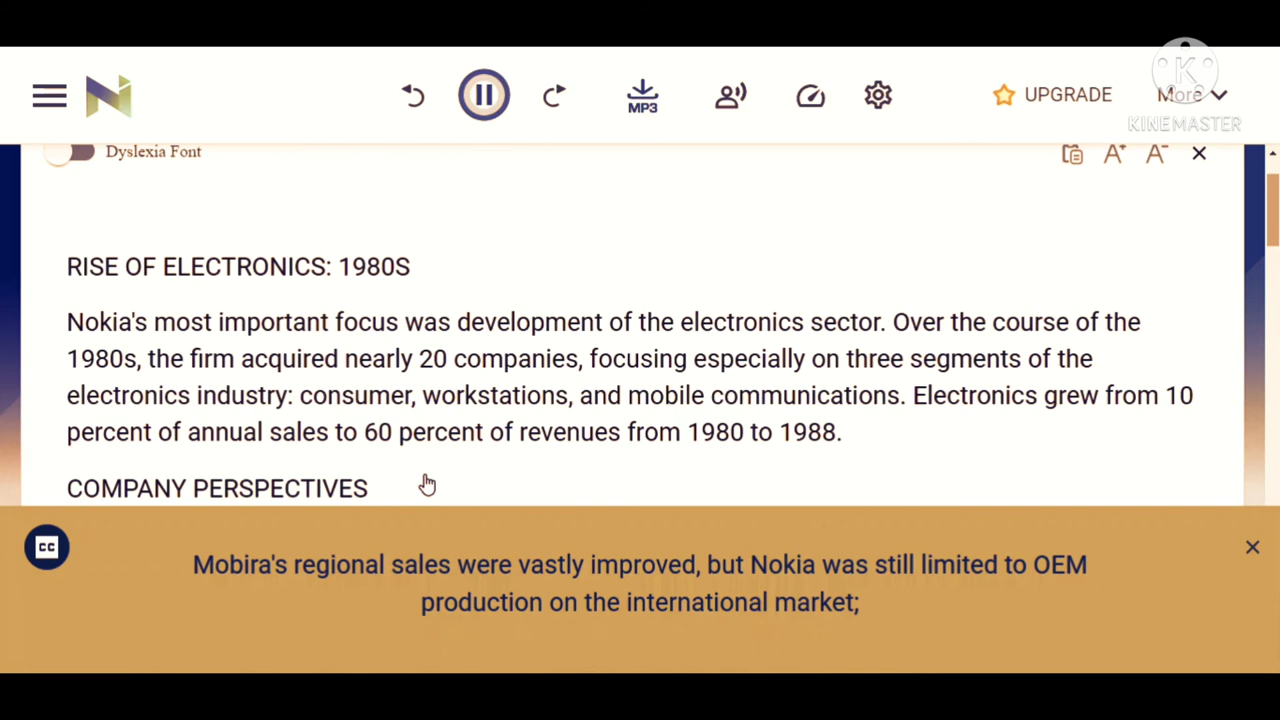 MP3
UPGRADE
More
K
KINEMASTER
Dyslexia Font
A+
A-
RISE OF ELECTRONICS: 1980S
Nokia's most important focus was development of the electronics sector. Over the course of the
1980s, the firm acquired nearly 20 companies, focusing especially on three segments of the
electronics industry: consumer, workstations, and mobile communications. Electronics grew from 10
percent of annual sales to 60 percent of revenues from 1980 to 1988.
COMPANY PERSPECTIVES
CC
Mobira's regional sales were vastly improved, but Nokia was still limited to OEM
production on the international market;